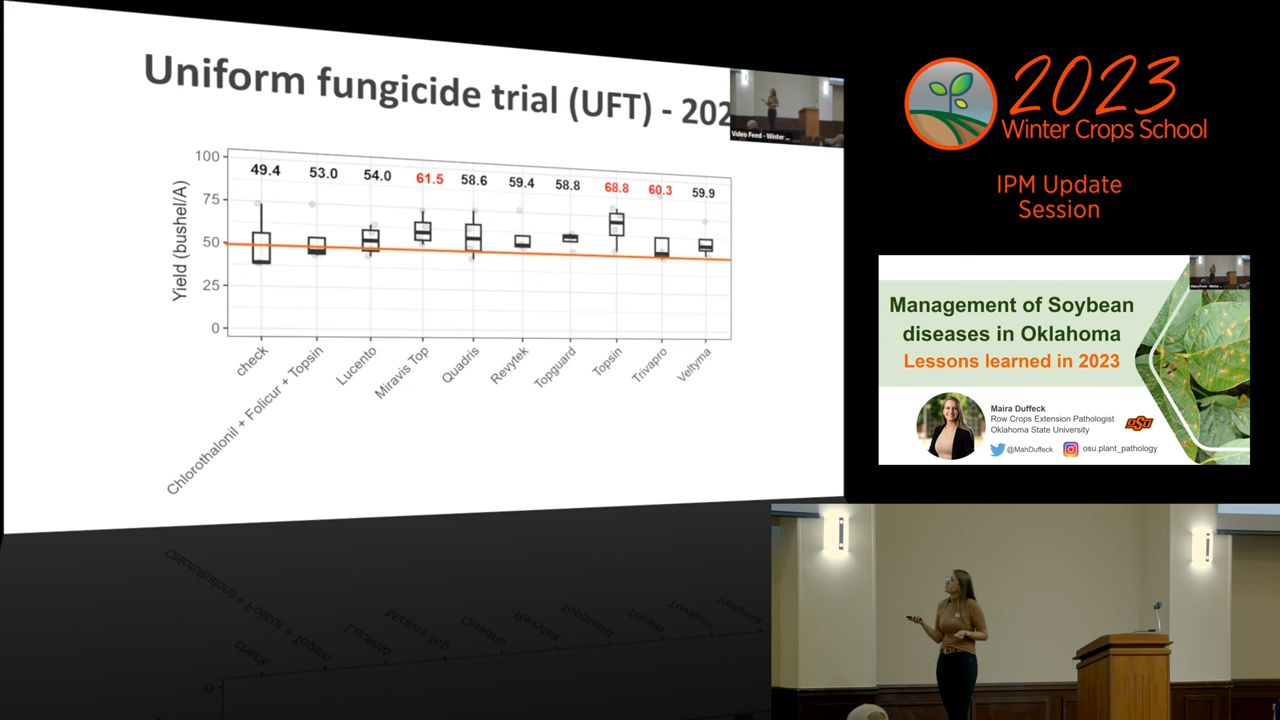 Uniform fungicide trial (UFT) - 202
Video Feed - Winter ...
100
75
50
25
0
Yield (bushel/A)
49.4
53.0
54.0
61.5
58.6
59.4
58.8
68.8
60.3
59.9
check
Chlorothalonil + Folicur + Topsin
Lucento
Miravis Top
Quadris
Revytek
Topguard
Topsin
Trivapro
Veltyma
2023
Winter Crops School
IPM Update
Session
Management of Soybean
diseases in Oklahoma
Lessons learned in 2023
Maira Duffeck
Row Crops Extension Pathologist
Oklahoma State University
OSU
@MahDuffeck
osu.plant_pathology